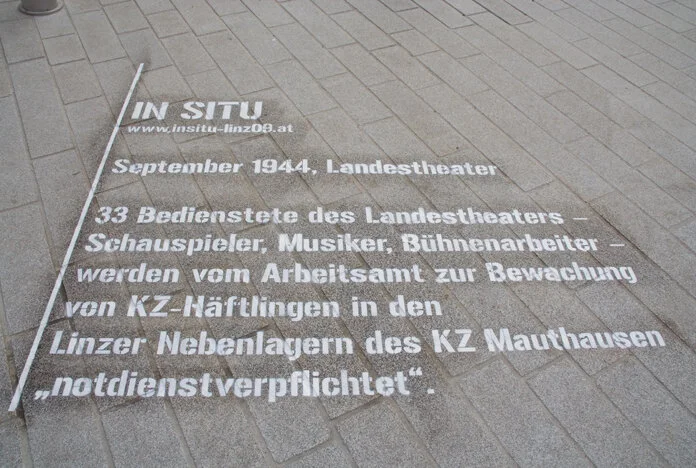 IN SITU
www.insitu-linz09.at
September 1944, Landestheater
33 Bedienstete des Landestheaters –
Schauspieler, Musiker, Bühnenarbeiter –
werden vom Arbeitsamt zur Bewachung
von KZ-Häftlingen in den
Linzer Nebenlagern des KZ Mauthausen
„notdienstverpflichtet“.